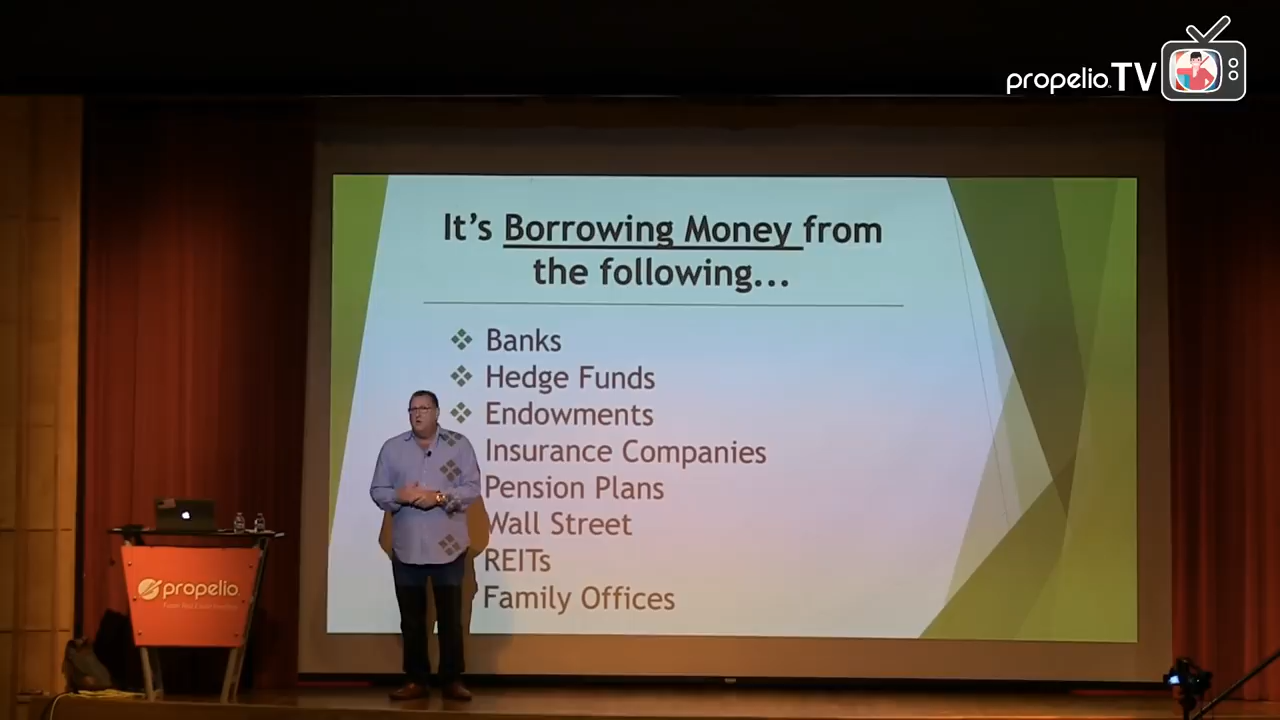 propelio TV
It's Borrowing Money from
the following...
Banks
Hedge Funds
Endowments
Insurance Companies
Pension Plans
Wall Street
REITs
Family Offices
propelio